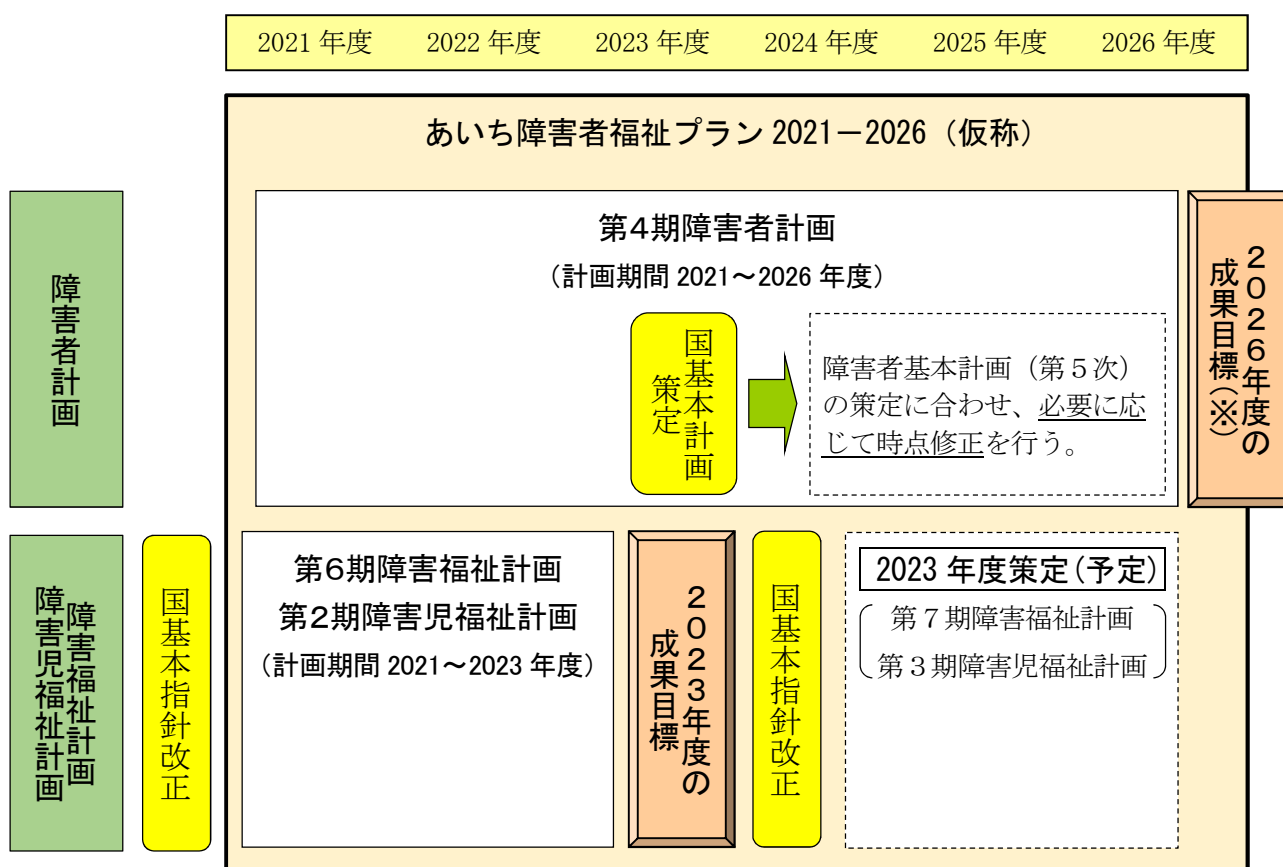 2021 年度 2022 年度 2023 年度 2024 年度 2025 年度 2026 年度
あいち障害者福祉プラン 2021－2026（仮称）
障害者計画
第4期障害者計画
（計画期間 2021～2026 年度）
国基本計画
策定
障害者基本計画（第５次）
の策定に合わせ、必要に応
じて時点修正を行う。
２０２６年度の
成果目標（※）
障害福祉計画
障害児福祉計画
国基本指針改正
第6期障害福祉計画
第2期障害児福祉計画
（計画期間 2021～2023 年度）
２０２３年度の
成果目標
国基本指針改正
2023 年度策定（予定）
第７期障害福祉計画
第３期障害児福祉計画